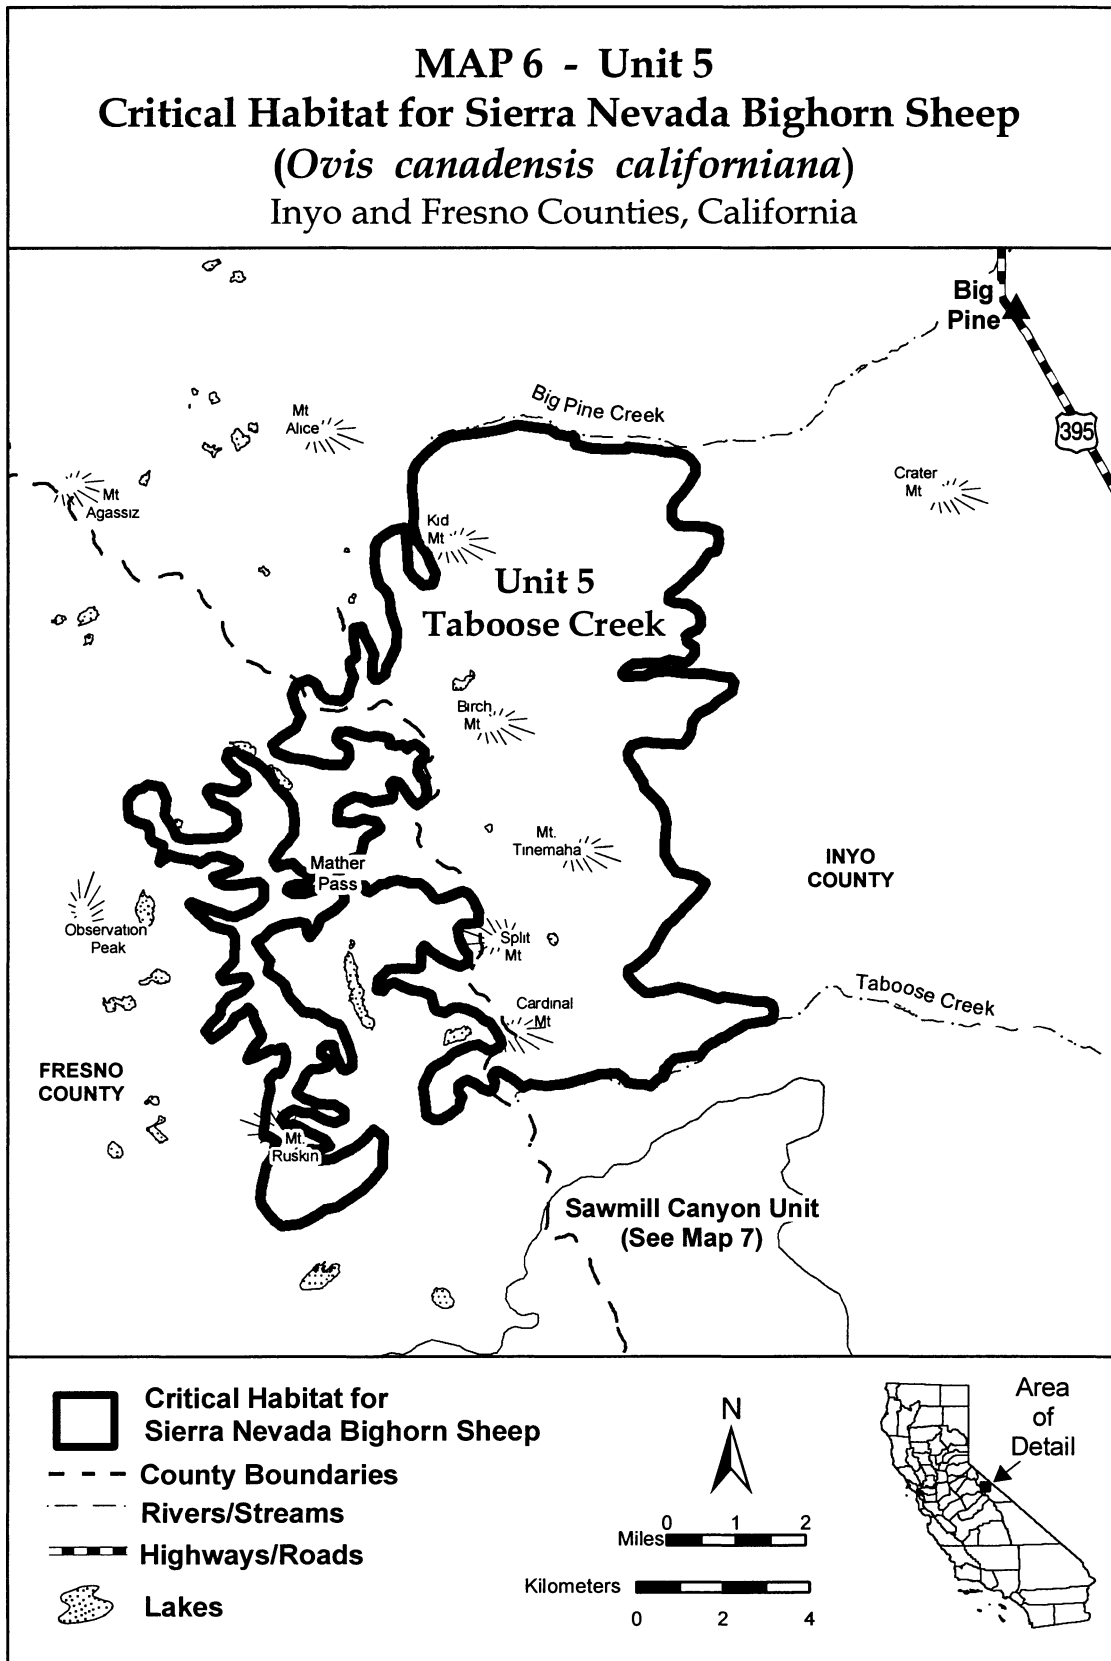 MAP 6 - Unit 5
Critical Habitat for Sierra Nevada Bighorn Sheep
(Ovis canadensis californiana)
Inyo and Fresno Counties, California
Big
Pine
Big Pine Creek
395
Mt
Alice
Crater
Mt
Mt
Agassiz
Kid
Mt
Unit 5
Taboose Creek
Birch
Mt
Mt.
Tinemaha
INYO
COUNTY
Mather
Pass
Observation
Peak
Split
Mt
Taboose Creek
Cardinal
Mt
FRESNO
COUNTY
Mt.
Ruskin
Sawmill Canyon Unit
(See Map 7)
Critical Habitat for
Sierra Nevada Bighorn Sheep
County Boundaries
Rivers/Streams
Highways/Roads
Lakes
N
0 1 2
Miles
Kilometers
0 2 4
Area
of
Detail